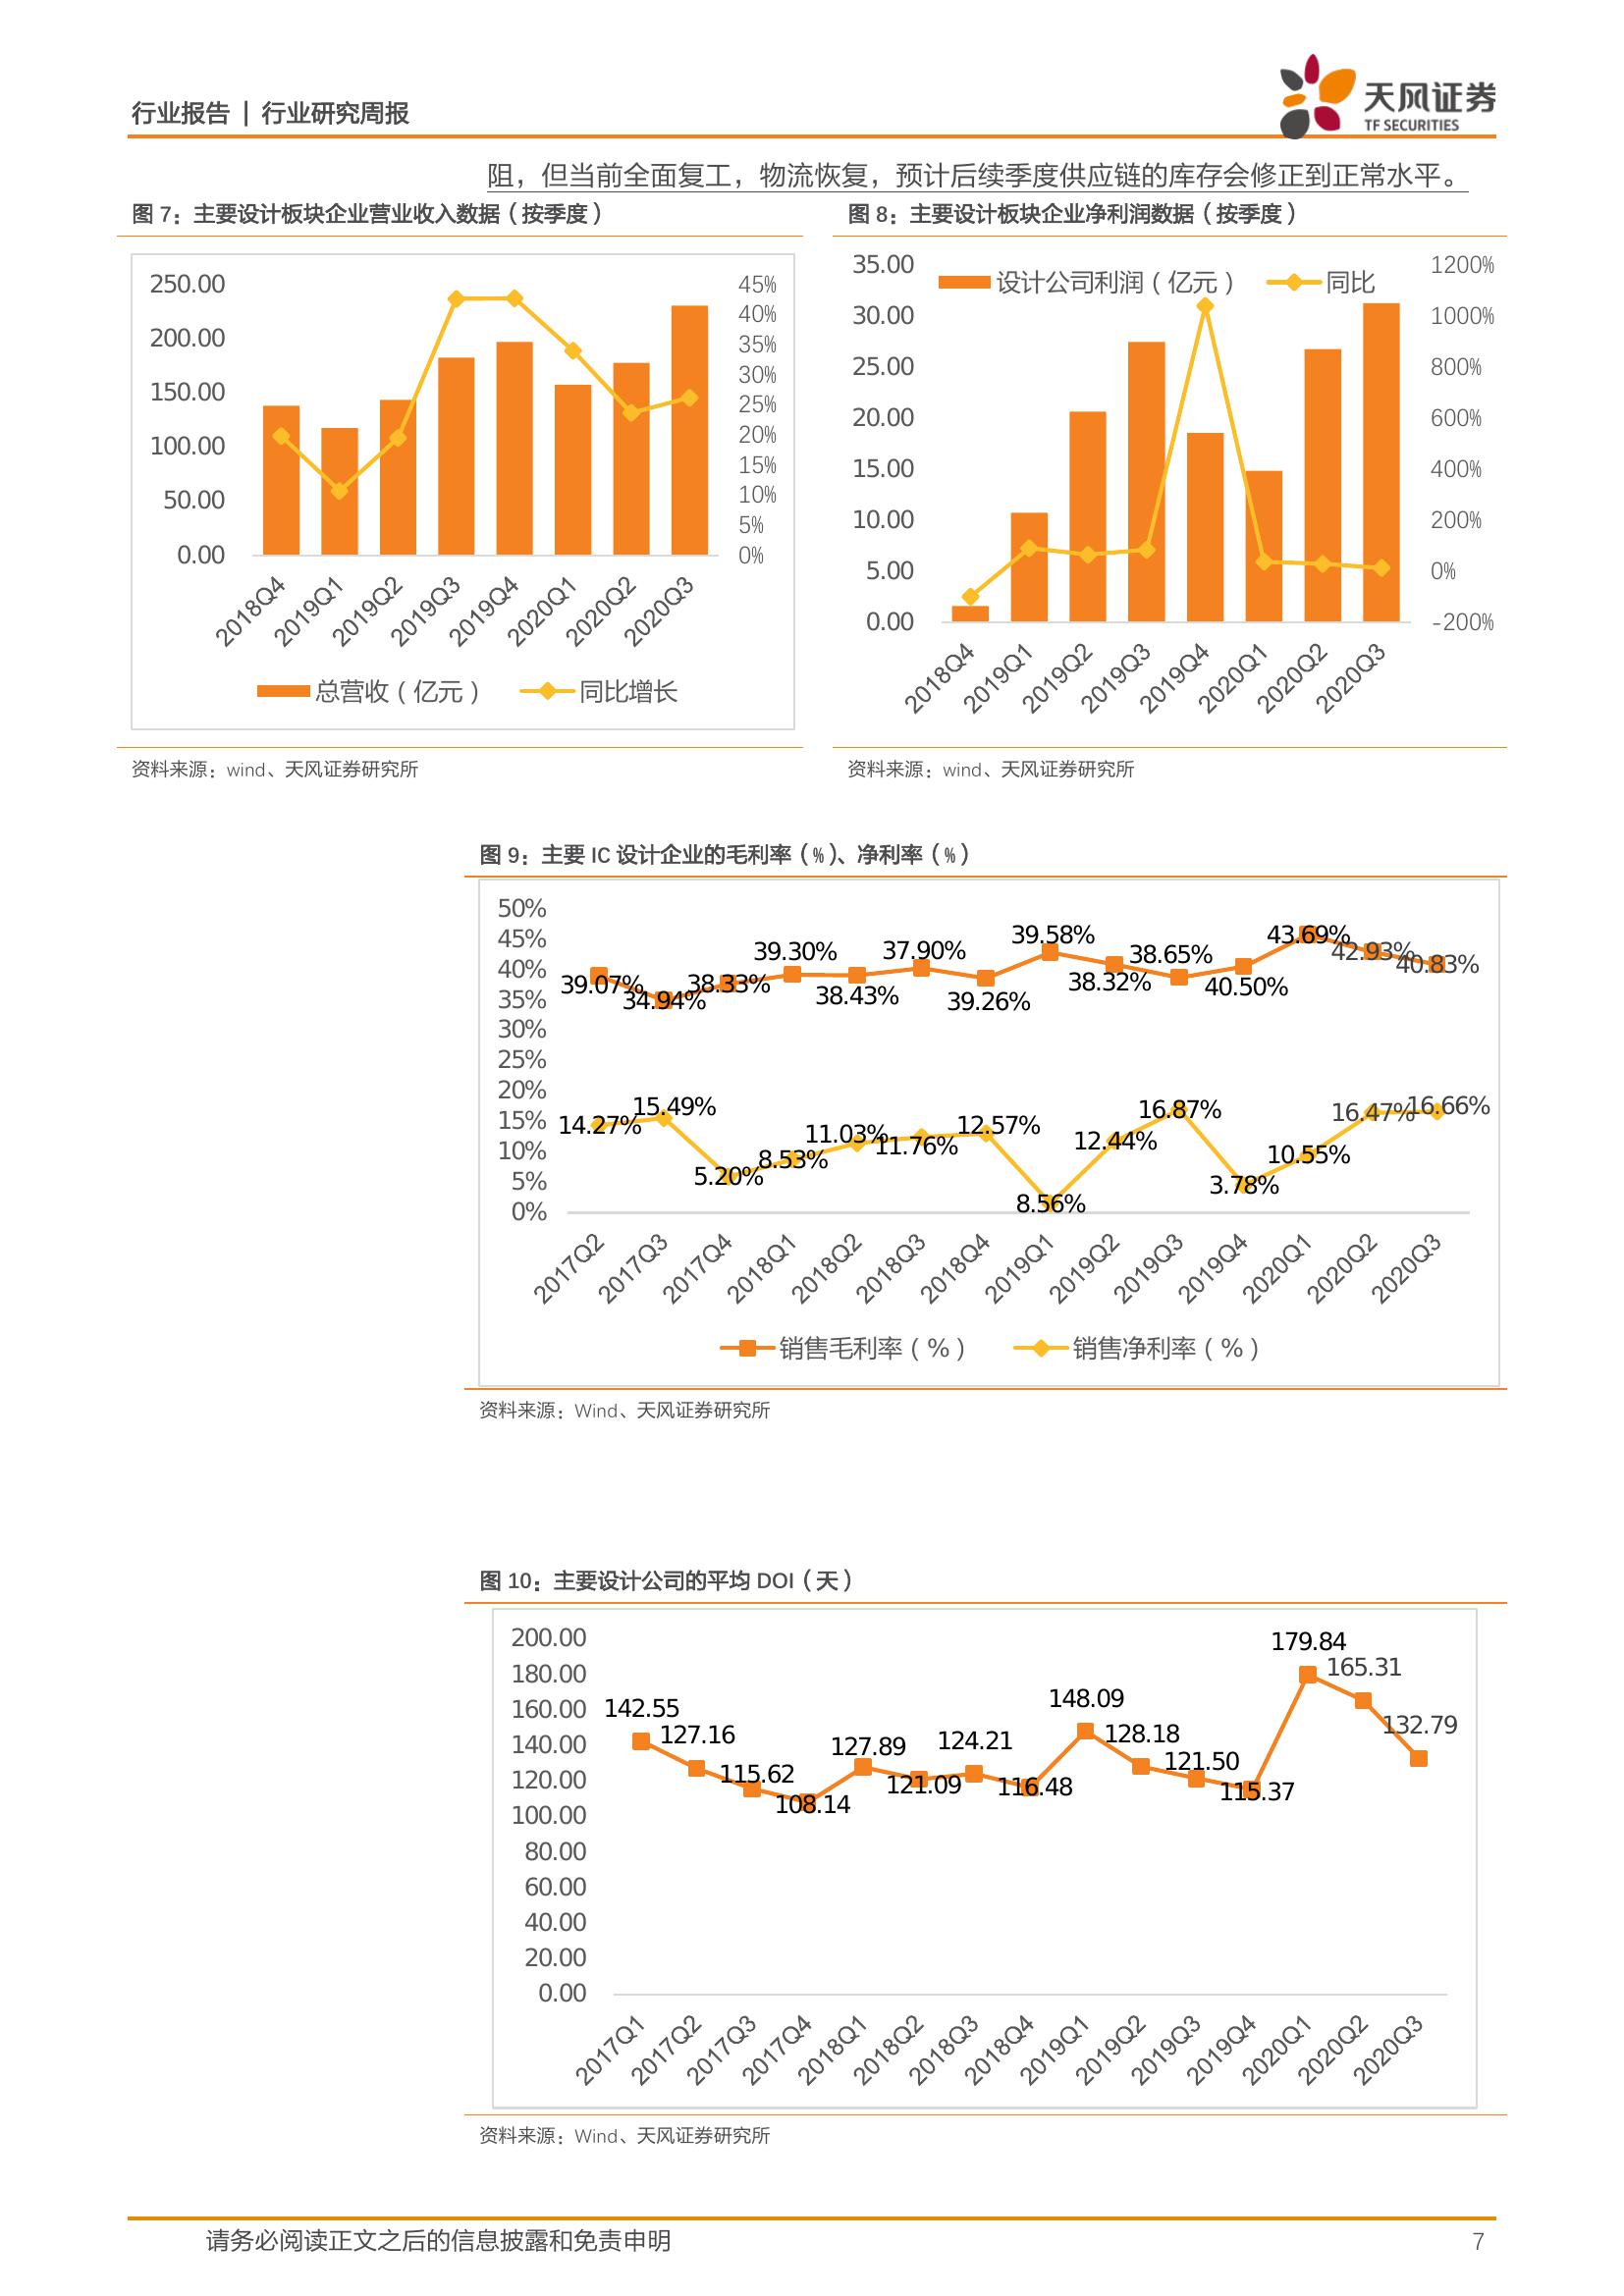 行业报告 | 行业研究周报
天风证券
TF SECURITIES
阻，但当前全面复工，物流恢复，预计后续季度供应链的库存会修正到正常水平。
图 7：主要设计板块企业营业收入数据（按季度）
250.00
200.00
150.00
100.00
50.00
0.00
45%
40%
35%
30%
25%
20%
15%
10%
5%
0%
2018Q4
2019Q1
2019Q2
2019Q3
2019Q4
2020Q1
2020Q2
2020Q3
总营收（亿元） 同比增长
资料来源：wind、天风证券研究所
图 8：主要设计板块企业净利润数据（按季度）
设计公司利润（亿元） 同比
35.00
30.00
25.00
20.00
15.00
10.00
5.00
0.00
1200%
1000%
800%
600%
400%
200%
0%
-200%
2018Q4
2019Q1
2019Q2
2019Q3
2019Q4
2020Q1
2020Q2
2020Q3
资料来源：wind、天风证券研究所
图 9：主要 IC 设计企业的毛利率（%）、净利率（%）
50%
45%
40%
35%
30%
25%
20%
15%
10%
5%
0%
39.07%
34.94%
38.33%
39.30%
38.43%
37.90%
39.26%
39.58%
38.32%
38.65%
40.50%
43.69%
42.93%
40.83%
14.27%
15.49%
5.20%
8.53%
11.03%
11.76%
12.57%
8.56%
12.44%
16.87%
3.78%
10.55%
16.47%
16.66%
2017Q2
2017Q3
2017Q4
2018Q1
2018Q2
2018Q3
2018Q4
2019Q1
2019Q2
2019Q3
2019Q4
2020Q1
2020Q2
2020Q3
销售毛利率（%） 销售净利率（%）
资料来源：Wind、天风证券研究所
图 10：主要设计公司的平均 DOI（天）
200.00
180.00
160.00
140.00
120.00
100.00
80.00
60.00
40.00
20.00
0.00
142.55
127.16
115.62
108.14
127.89
121.09
124.21
116.48
148.09
128.18
121.50
115.37
179.84
165.31
132.79
2017Q1
2017Q2
2017Q3
2017Q4
2018Q1
2018Q2
2018Q3
2018Q4
2019Q1
2019Q2
2019Q3
2019Q4
2020Q1
2020Q2
2020Q3
资料来源：Wind、天风证券研究所
请务必阅读正文之后的信息披露和免责申明 7